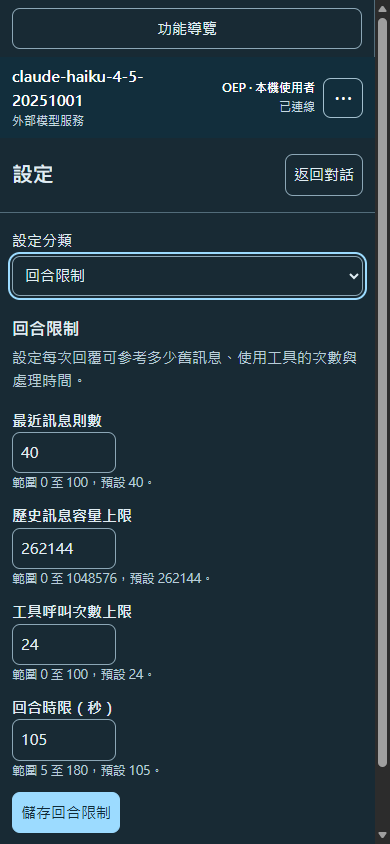 功能導覽
claude-haiku-4-5-
20251001
外部模型服務
OEP · 本機使用者
已連線
···
設定
返回對話
設定分類
回合限制
回合限制
設定每次回覆可參考多少舊訊息、使用工具的次數與
處理時間。
最近訊息則數
40
範圍 0 至 100，預設 40。
歷史訊息容量上限
262144
範圍 0 至 1048576，預設 262144。
工具呼叫次數上限
24
範圍 0 至 100，預設 24。
回合時限（秒）
105
範圍 5 至 180，預設 105。
儲存回合限制